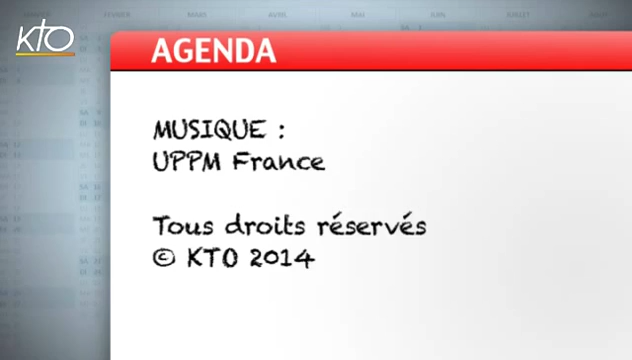 KTO
AGENDA
MUSIQUE :
UPPM France
Tous droits réservés
© KTO 2014